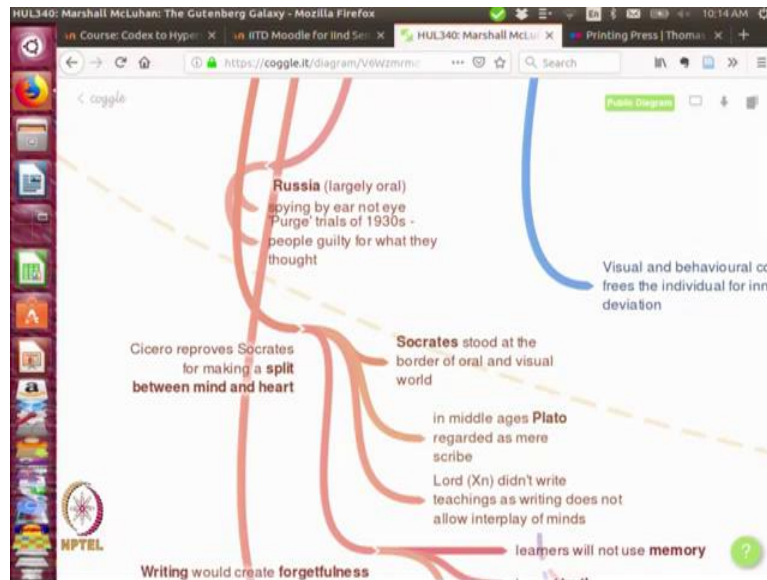 HUL340: Marshall McLuhan: The Gutenberg Galaxy - Mozilla Firefox
En
10:14 AM
Course: Codex to Hyper
IITD Moodle for IInd Sem
HUL340: Marshall McLu
Printing Press | Thomas
https://coggle.it/diagram/
Search
coggle
Public Diagram
Russia (largely oral)
spying by ear not eye
'Purge' trials of 1930s -
people guilty for what they
thought
Visual and behavioural co
frees the individual for inn
deviation
Cicero reproves Socrates
for making a split
between mind and heart
Socrates stood at the
border of oral and visual
world
in middle ages Plato
regarded as mere
scribe
Lord (Xn) didn't write
teachings as writing does not
allow interplay of minds
learners will not use memory
Writing would create forgetfulness
NPTEL
?